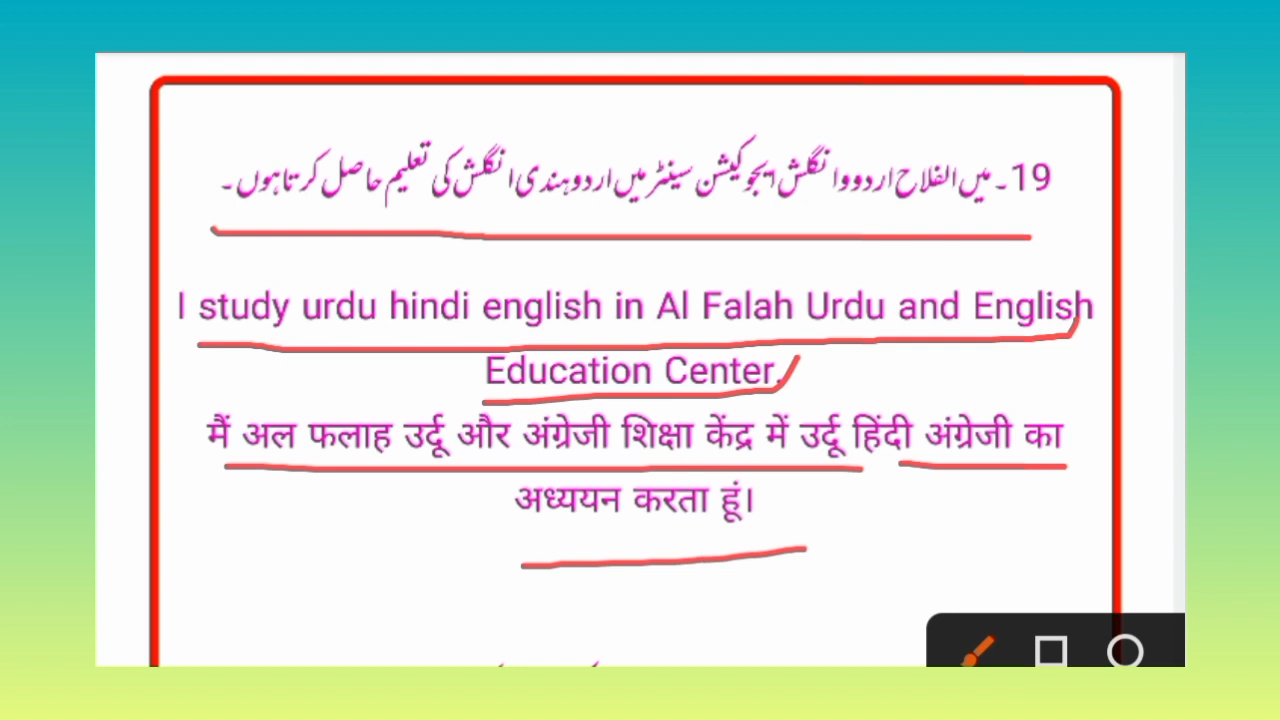 19۔ میں الفلاح اردو و انگلش ایجوکیشن سینٹر میں اردو ہندی انگلش کی تعلیم حاصل کرتا ہوں۔
I study urdu hindi english in Al Falah Urdu and English
Education Center.
मैं अल फलाह उर्दू और अंग्रेजी शिक्षा केंद्र में उर्दू हिंदी अंग्रेजी का
अध्ययन करता हूं।